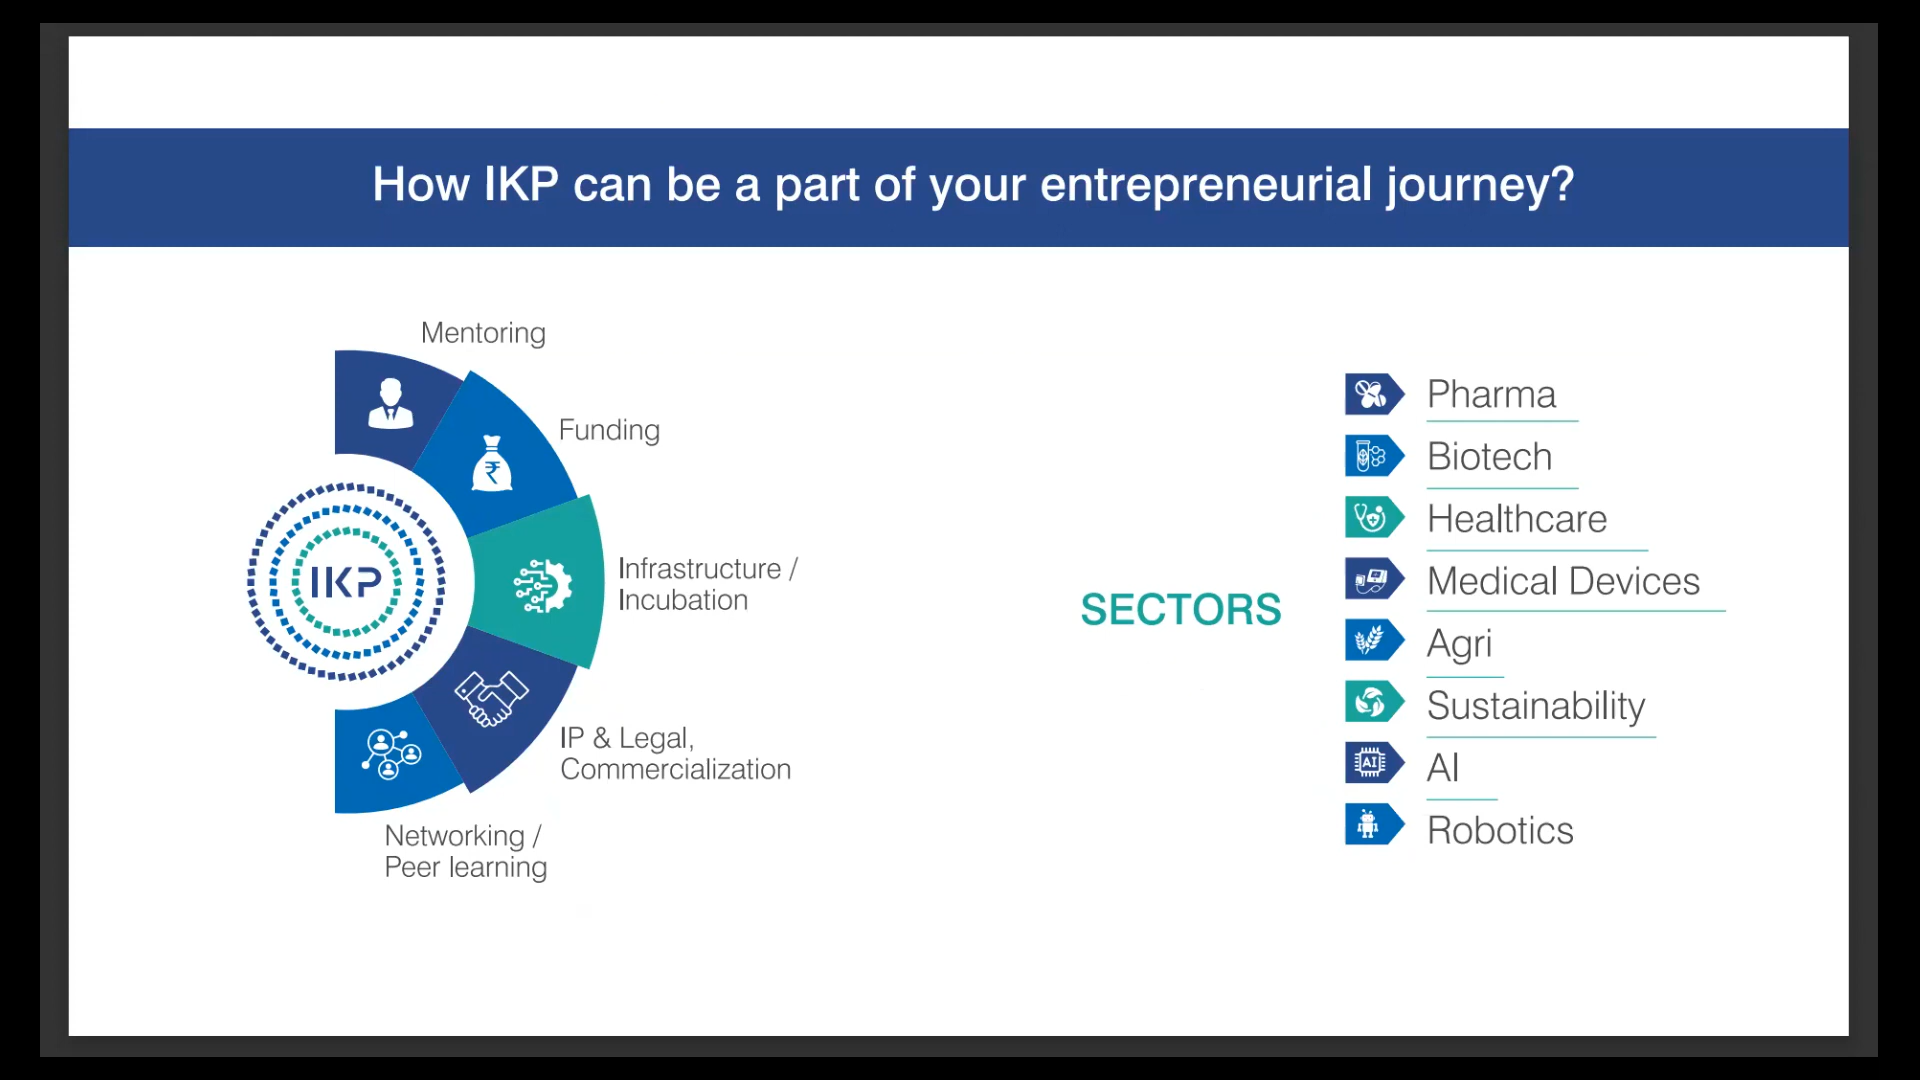 How IKP can be a part of your entrepreneurial journey?
Mentoring
Funding
Infrastructure /
Incubation
IKP
IP & Legal,
Commercialization
Networking /
Peer learning
SECTORS
Pharma
Biotech
Healthcare
Medical Devices
Agri
Sustainability
AI
AI
Robotics